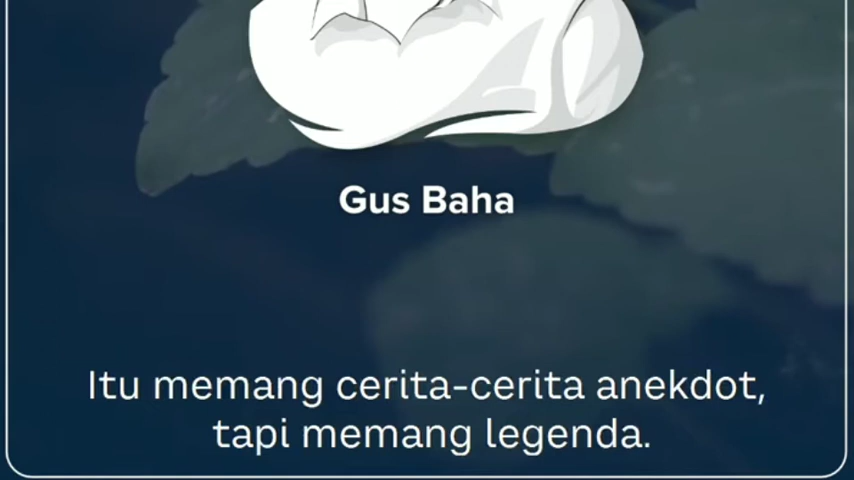 Gus Baha
Itu memang cerita-cerita anekdot,
tapi memang legenda.